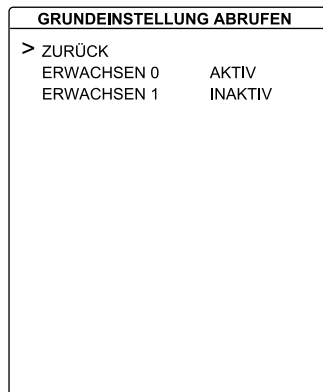 GRUNDEINSTELLUNG ABRUFEN
> ZURÜCK
ERWACHSEN 0 AKTIV
ERWACHSEN 1 INAKTIV